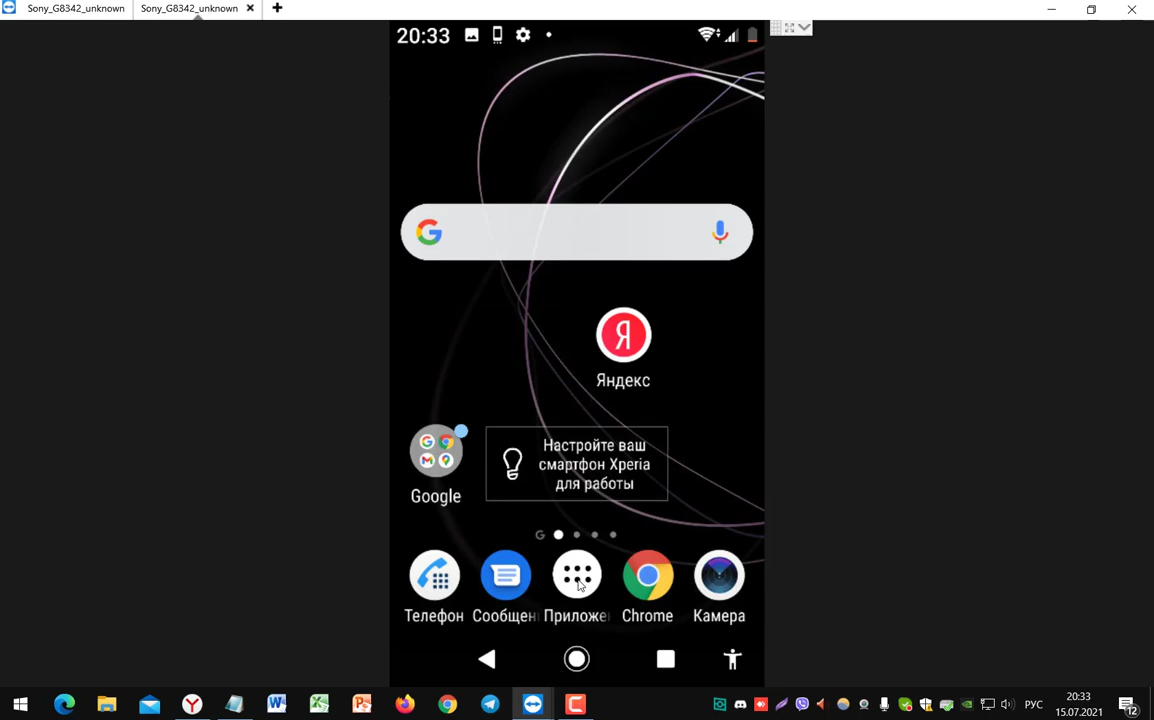 Sony_G8342_unknown
Sony_G8342_unknown
20:33
G
Я
Яндекс
Настройте ваш
смартфон Xperia
для работы
Google
Телефон
Сообщен
Приложе
Chrome
Камера
РУС
20:33
15.07.2021
12